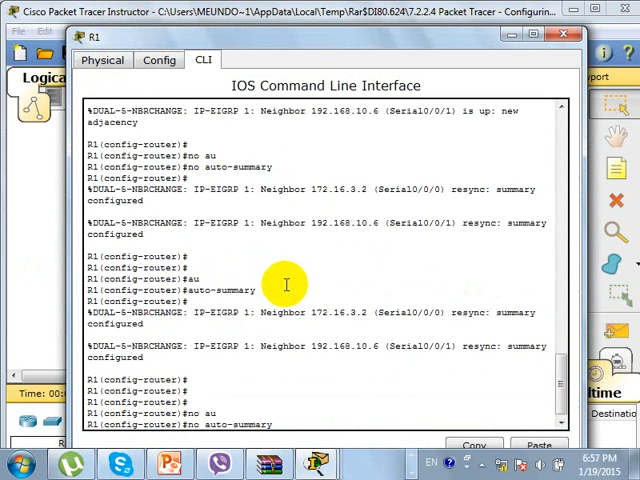 Cisco Packet Tracer Instructor - C:\Users\MEUNDO~1\AppData\Local\Temp\Rar$DI80.624\7.2.2.4 Packet Tracer - Configurin...
File
R1
Physical Config CLI
Logica
IOS Command Line Interface
%DUAL-5-NBRCHANGE: IP-EIGRP 1: Neighbor 192.168.10.6 (Serial0/0/1) is up: new
adjacency
R1(config-router)#
R1(config-router)#no au
R1(config-router)#no auto-summary
R1(config-router)#
%DUAL-5-NBRCHANGE: IP-EIGRP 1: Neighbor 172.16.3.2 (Serial0/0/0) resync: summary
configured
%DUAL-5-NBRCHANGE: IP-EIGRP 1: Neighbor 192.168.10.6 (Serial0/0/1) resync: summary
configured
R1(config-router)#
R1(config-router)#
R1(config-router)#au
R1(config-router)#auto-summary
R1(config-router)#
%DUAL-5-NBRCHANGE: IP-EIGRP 1: Neighbor 172.16.3.2 (Serial0/0/0) resync: summary
configured
%DUAL-5-NBRCHANGE: IP-EIGRP 1: Neighbor 192.168.10.6 (Serial0/0/1) resync: summary
configured
R1(config-router)#
R1(config-router)#
R1(config-router)#
R1(config-router)#no au
R1(config-router)#no auto-summary
Copy Paste
port
Time: 00:0
ltime
Destinatio
EN
6:57 PM
1/19/2015